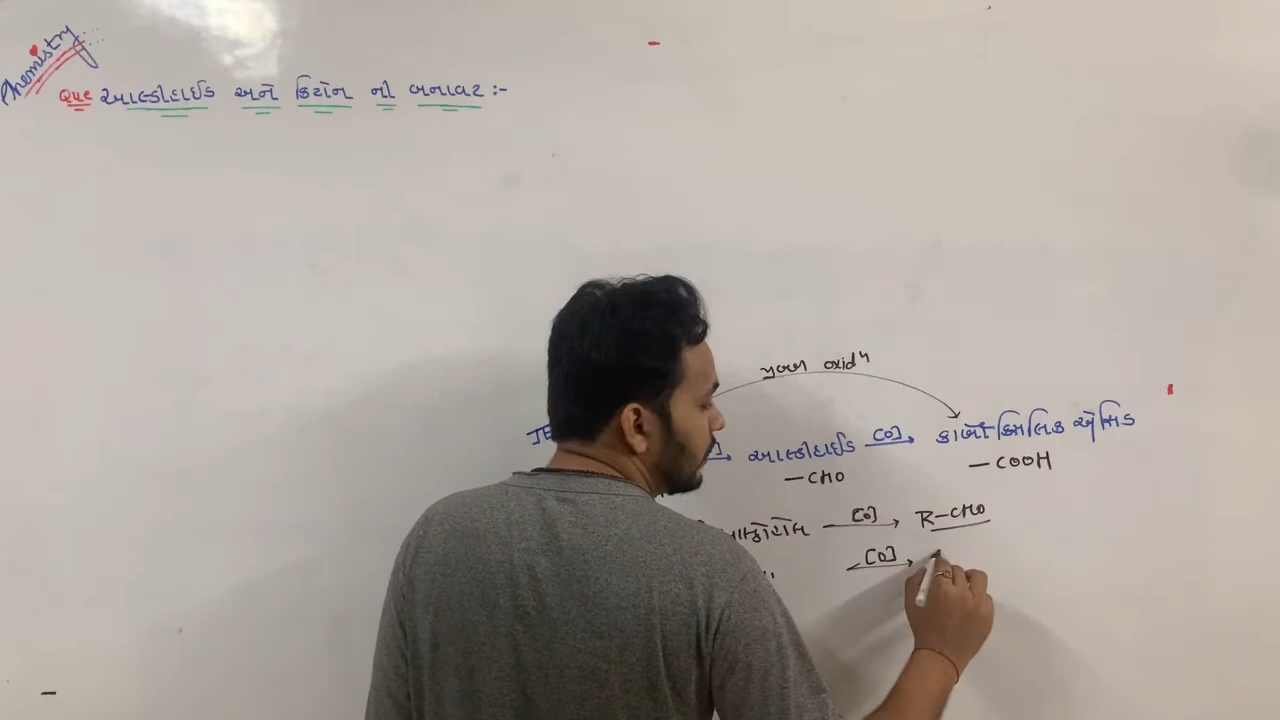 Chemistry
Que આલ્ડીહાઈડ અને કિટોન ની બનાવટ :-
પ્રબળ oxidⁿ
આલ્ડીહાઈડ [O] કાર્બોક્સિલિક એસિડ
-CHO -COOH
[O] R-CHO
[O]